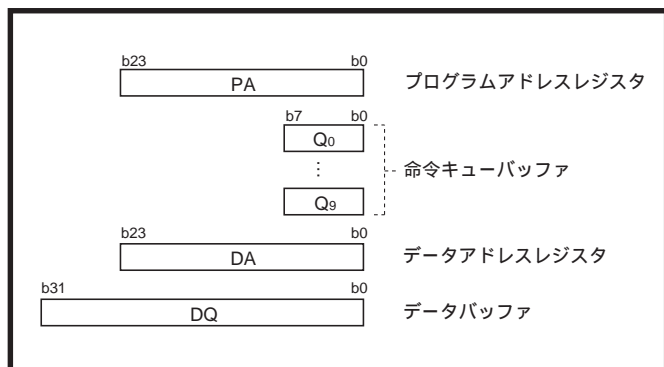 b23 b0
PA プログラムアドレスレジスタ
b7 b0
Q0
⋮ 命令キューバッファ
Q9
b23 b0
DA データアドレスレジスタ
b31 b0
DQ データバッファ